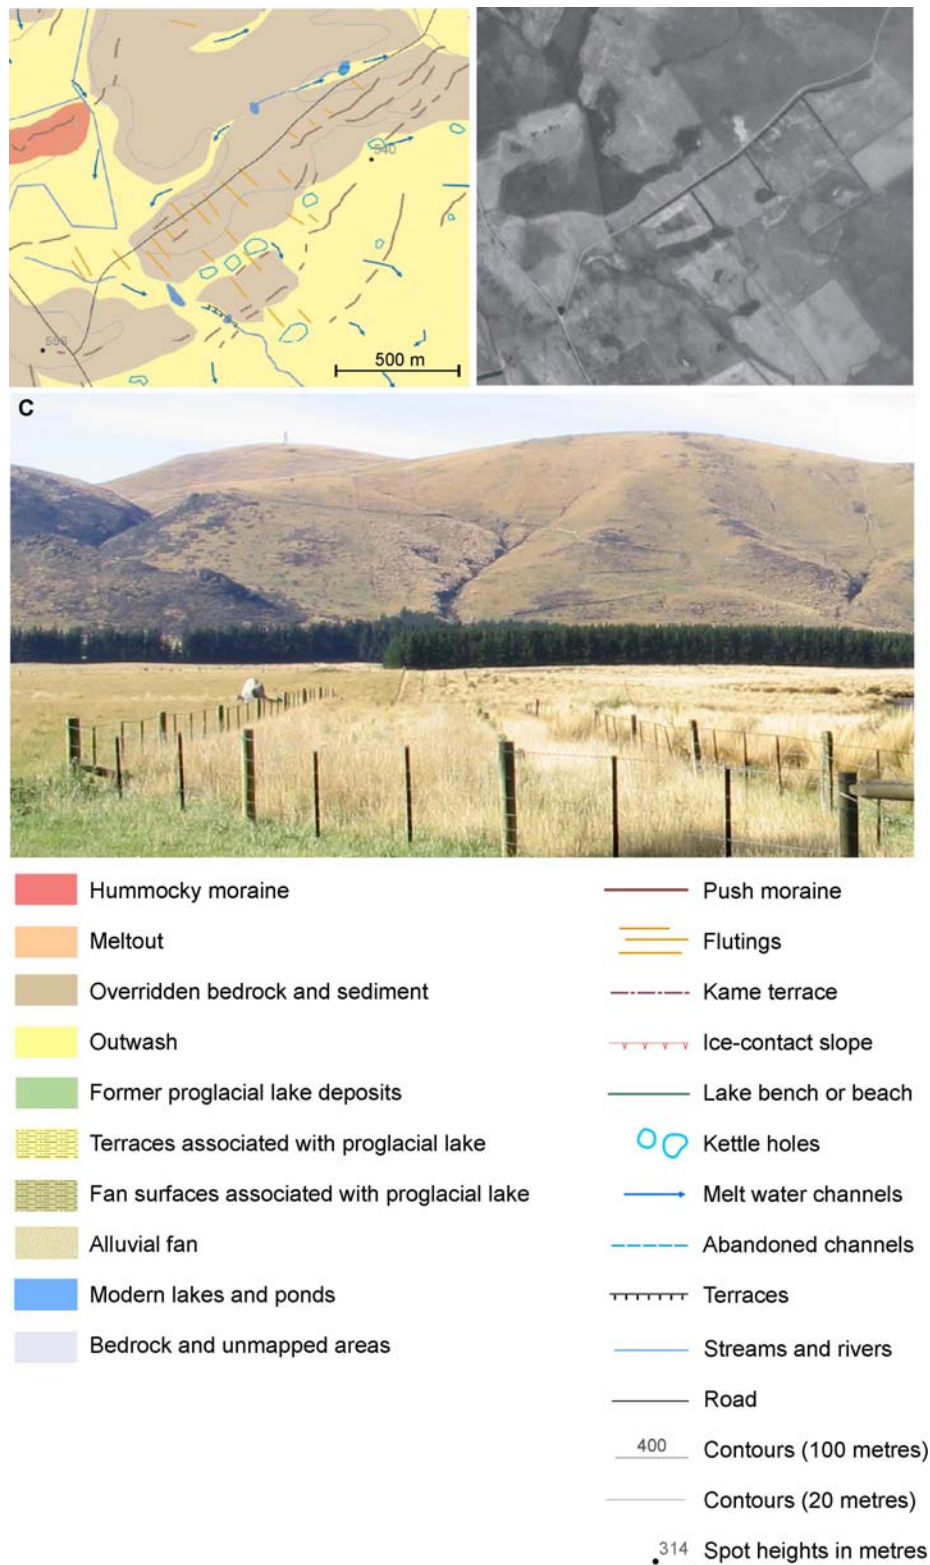 540
550
500 m
C
Hummocky moraine
Meltout
Overridden bedrock and sediment
Outwash
Former proglacial lake deposits
Terraces associated with proglacial lake
Fan surfaces associated with proglacial lake
Alluvial fan
Modern lakes and ponds
Bedrock and unmapped areas
Push moraine
Flutings
Kame terrace
Ice-contact slope
Lake bench or beach
Kettle holes
Melt water channels
Abandoned channels
Terraces
Streams and rivers
Road
400 Contours (100 metres)
Contours (20 metres)
314 Spot heights in metres